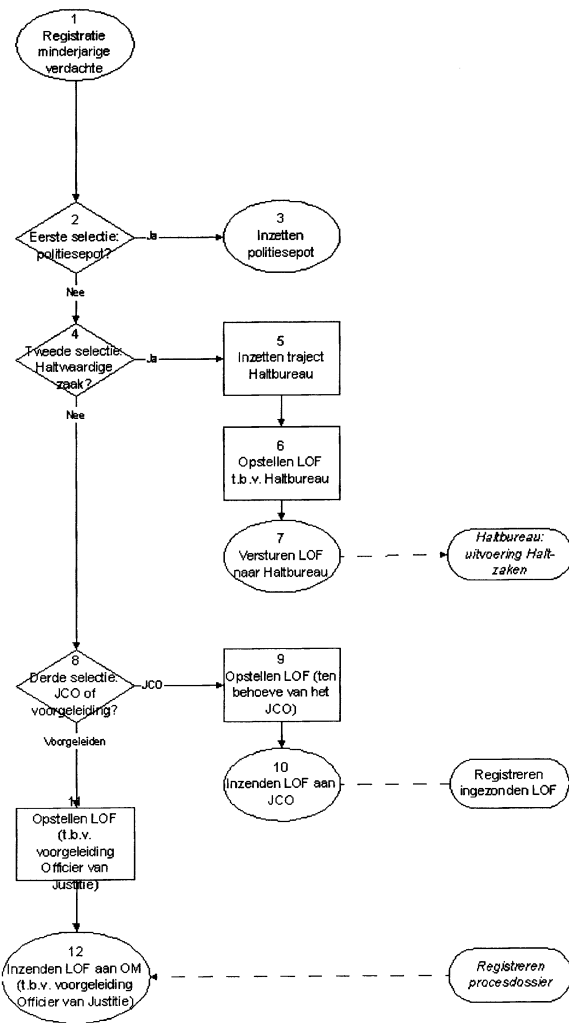 1
Registratie
minderjarige
verdachte
2
Eerste selectie:
politiesepot?
Ja
3
Inzetten
politiesepot
Nee
4
Tweede selectie:
Haltwaardige
zaak?
Ja
5
Inzetten traject
Haltbureau
Nee
6
Opstellen LOF
t.b.v. Haltbureau
7
Versturen LOF
naar Haltbureau
Haltbureau:
uitvoering Halt-
zaken
8
Derde selectie:
JCO of
voorgeleiding?
JCO
9
Opstellen LOF (ten
behoeve van het
JCO)
Voorgeleiden
10
Inzenden LOF aan
JCO
Registreren
ingezonden LOF
11
Opstellen LOF
(t.b.v.
voorgeleiding
Officier van
Justitie)
12
Inzenden LOF aan OM
(t.b.v. voorgeleiding
Officier van Justitie)
Registreren
procesdossier